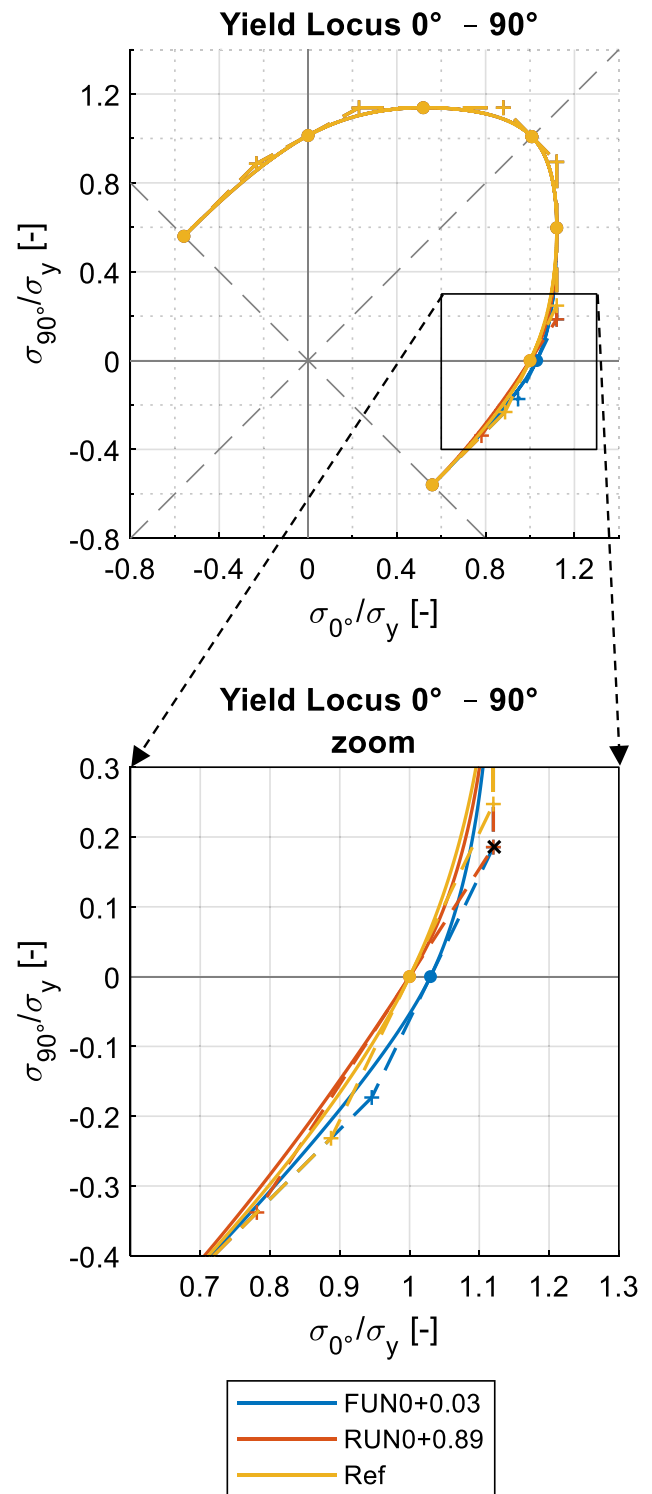 Yield Locus 0° – 90°
1.2
0.8
0.4
0
-0.4
-0.8
σ90°/σy [-]
-0.8 -0.4 0 0.4 0.8 1.2
σ0°/σy [-]
Yield Locus 0° – 90°
zoom
0.3
0.2
0.1
0
-0.1
-0.2
-0.3
-0.4
σ90°/σy [-]
0.7 0.8 0.9 1 1.1 1.2 1.3
σ0°/σy [-]
FUN0+0.03
RUN0+0.89
Ref